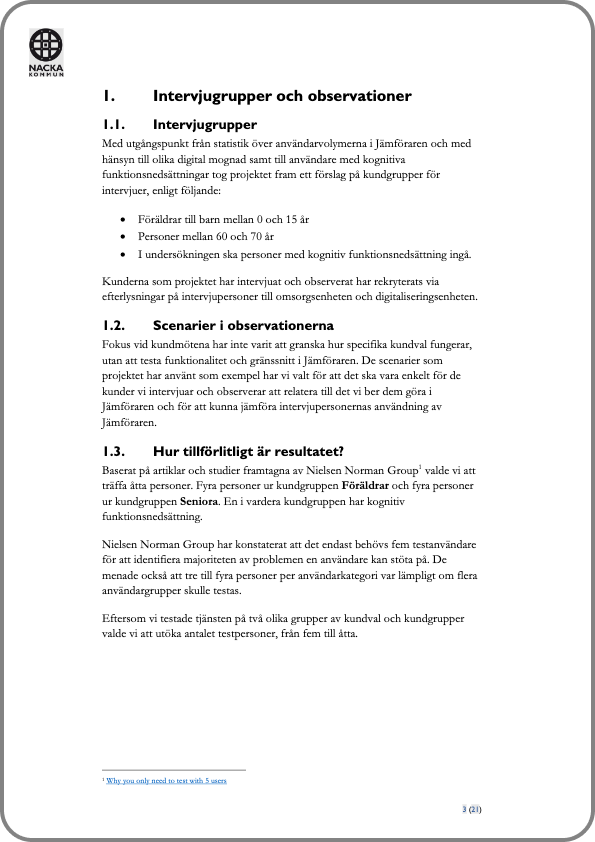 NACKA
KOMMUN
1. Intervjugrupper och observationer
1.1. Intervjugrupper
Med utgångspunkt från statistik över användarvolymerna i Jämföraren och med
hänsyn till olika digital mognad samt till användare med kognitiva
funktionsnedsättningar tog projektet fram ett förslag på kundgrupper för
intervjuer, enligt följande:
• Föräldrar till barn mellan 0 och 15 år
• Personer mellan 60 och 70 år
• I undersökningen ska personer med kognitiv funktionsnedsättning ingå.
Kunderna som projektet har intervjuat och observerat har rekryterats via
efterlysningar på intervjupersoner till omsorgsenheten och digitaliseringsenheten.
1.2. Scenarier i observationerna
Fokus vid kundmötena har inte varit att granska hur specifika kundval fungerar,
utan att testa funktionalitet och gränssnitt i Jämföraren. De scenarier som
projektet har använt som exempel har vi valt för att det ska vara enkelt för de
kunder vi intervjuar och observerar att relatera till det vi ber dem göra i
Jämföraren och för att kunna jämföra intervjupersonernas användning av
Jämföraren.
1.3. Hur tillförlitligt är resultatet?
Baserat på artiklar och studier framtagna av Nielsen Norman Group¹ valde vi att
träffa åtta personer. Fyra personer ur kundgruppen Föräldrar och fyra personer
ur kundgruppen Seniora. En i vardera kundgruppen har kognitiv
funktionsnedsättning.
Nielsen Norman Group har konstaterat att det endast behövs fem testanvändare
för att identifiera majoriteten av problemen en användare kan stöta på. De
menade också att tre till fyra personer per användarkategori var lämpligt om flera
användargrupper skulle testas.
Eftersom vi testade tjänsten på två olika grupper av kundval och kundgrupper
valde vi att utöka antalet testpersoner, från fem till åtta.
¹ Why you only need to test with 5 users
3 (21)